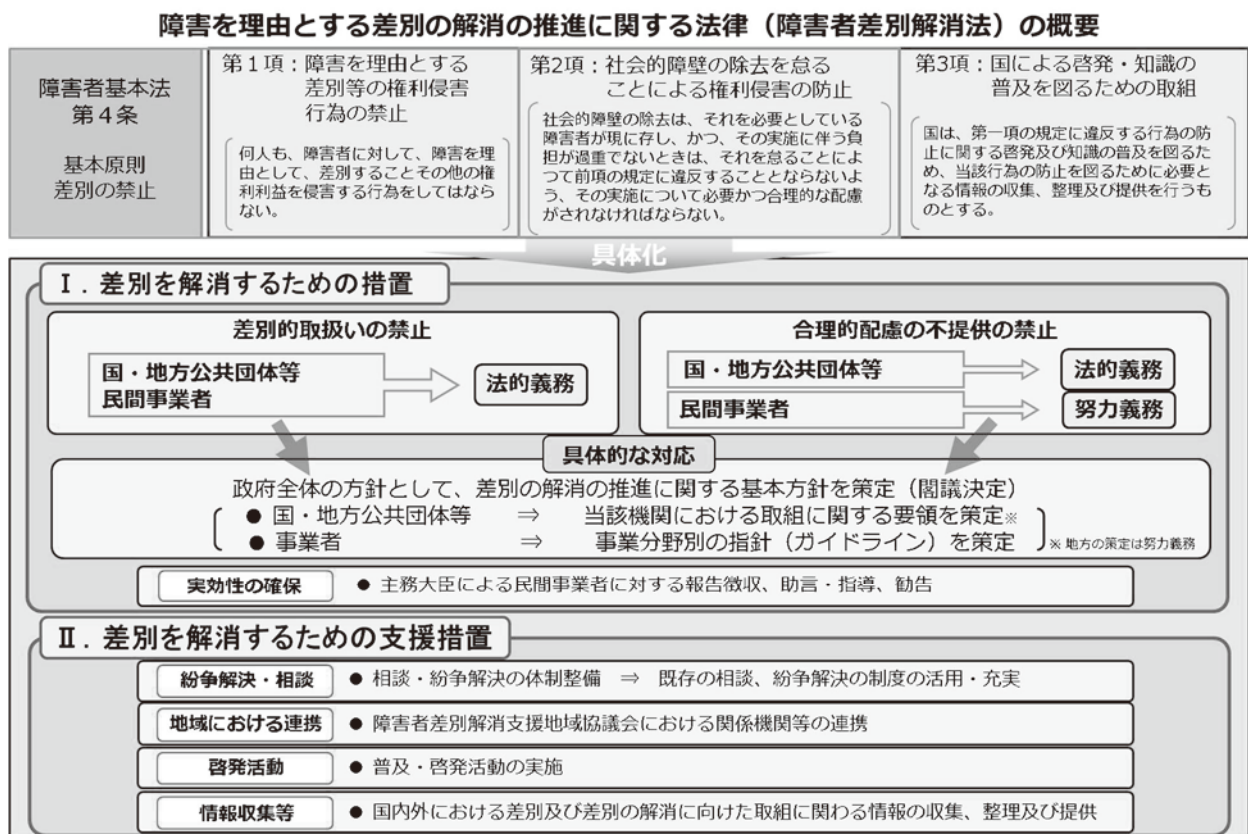 障害を理由とする差別の解消の推進に関する法律（障害者差別解消法）の概要
障害者基本法
第４条
基本原則
差別の禁止
第１項：障害を理由とする
差別等の権利侵害
行為の禁止
何人も、障害者に対して、障害を理
由として、差別することその他の権
利利益を侵害する行為をしてはなら
ない。
第2項：社会的障壁の除去を怠る
ことによる権利侵害の防止
社会的障壁の除去は、それを必要としている
障害者が現に存し、かつ、その実施に伴う負
担が過重でないときは、それを怠ることによ
つて前項の規定に違反することとならないよ
う、その実施について必要かつ合理的な配慮
がされなければならない。
第3項：国による啓発・知識の
普及を図るための取組
国は、第一項の規定に違反する行為の防
止に関する啓発及び知識の普及を図るた
め、当該行為の防止を図るために必要と
なる情報の収集、整理及び提供を行うも
のとする。
具体化
Ⅰ．差別を解消するための措置
差別的取扱いの禁止
国・地方公共団体等
民間事業者
法的義務
合理的配慮の不提供の禁止
国・地方公共団体等
法的義務
民間事業者
努力義務
具体的な対応
政府全体の方針として、差別の解消の推進に関する基本方針を策定（閣議決定）
● 国・地方公共団体等 ⇒ 当該機関における取組に関する要領を策定※
● 事業者 ⇒ 事業分野別の指針（ガイドライン）を策定
※ 地方の策定は努力義務
実効性の確保 ● 主務大臣による民間事業者に対する報告徴収、助言・指導、勧告
Ⅱ．差別を解消するための支援措置
紛争解決・相談 ● 相談・紛争解決の体制整備 ⇒ 既存の相談、紛争解決の制度の活用・充実
地域における連携 ● 障害者差別解消支援地域協議会における関係機関等の連携
啓発活動 ● 普及・啓発活動の実施
情報収集等 ● 国内外における差別及び差別の解消に向けた取組に関わる情報の収集、整理及び提供